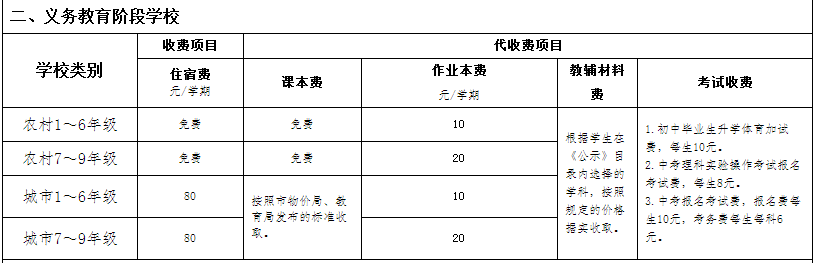 二、义务教育阶段学校
学校类别
收费项目
代收费项目
住宿费
元/学期
课本费
作业本费
元/学期
教辅材料
费
考试收费
农村1～6年级
免费
免费
10
农村7～9年级
免费
免费
20
城市1～6年级
80
10
城市7～9年级
80
20
按照市物价局、教
育局发布的标准收
取。
根据学生在
《公示》目
录内选择的
学科，按照
规定的价格
据实收取。
1.初中毕业生升学体育加试
费，每生10元。
2.中考理科实验操作考试报名
考试费，每生8元。
3.中考报名考试费，报名费每
生10元，考务费每生每科6
元。